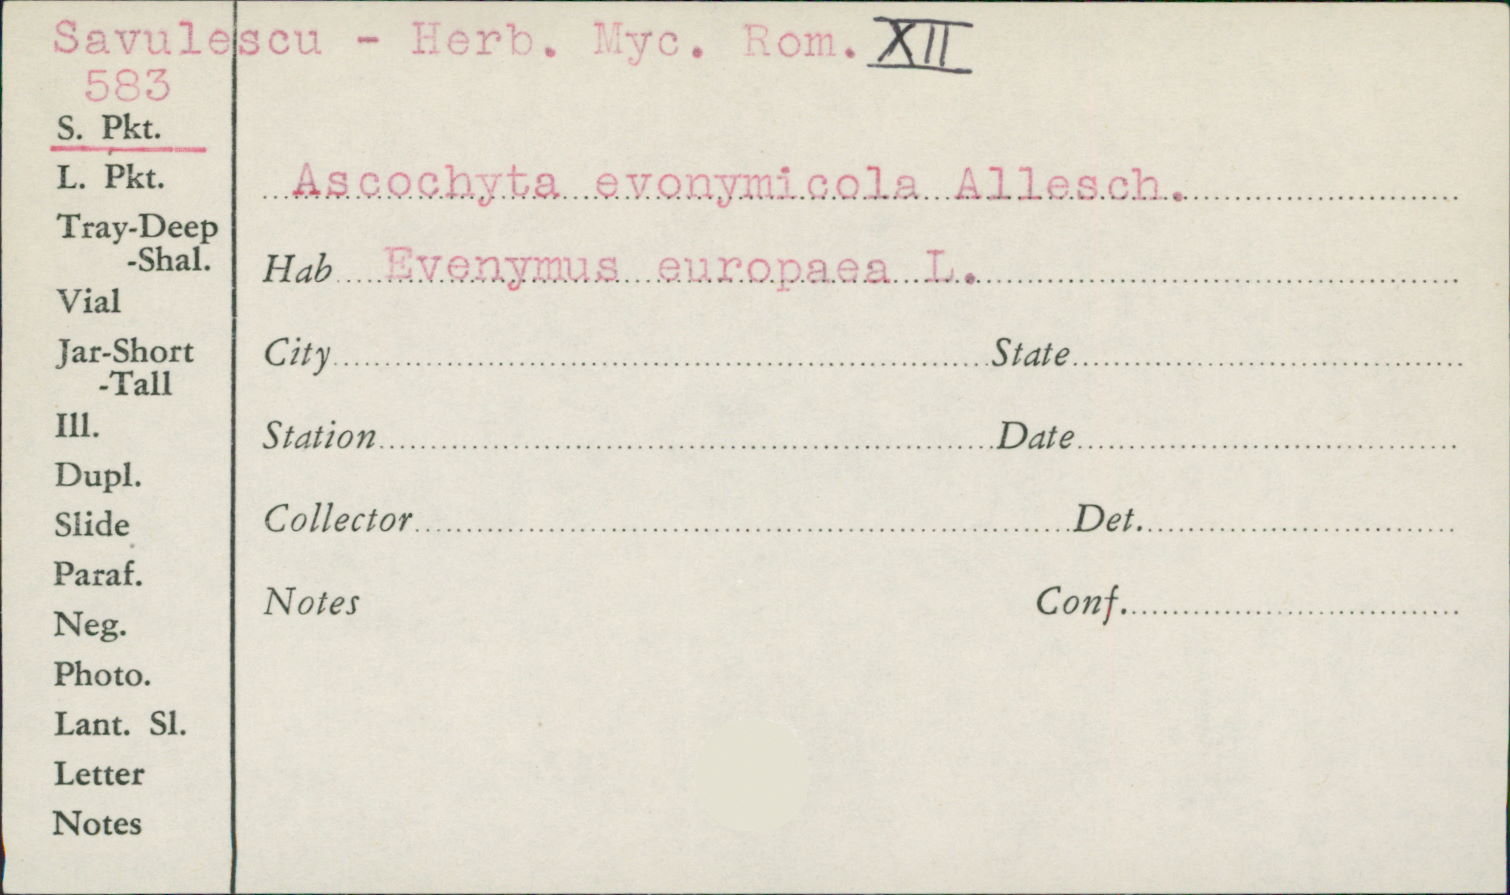 Savulescu - Herb. Myc. Rom. XII
583
S. Pkt.
L. Pkt.
Tray-Deep
-Shal.
Vial
Jar-Short
-Tall
Ill.
Dupl.
Slide
Paraf.
Neg.
Photo.
Lant. Sl.
Letter
Notes
Ascochyta evonymicola Allesch.
Hab Evenymus europaea L.
City State
Station Date
Collector Det.
Notes Conf.